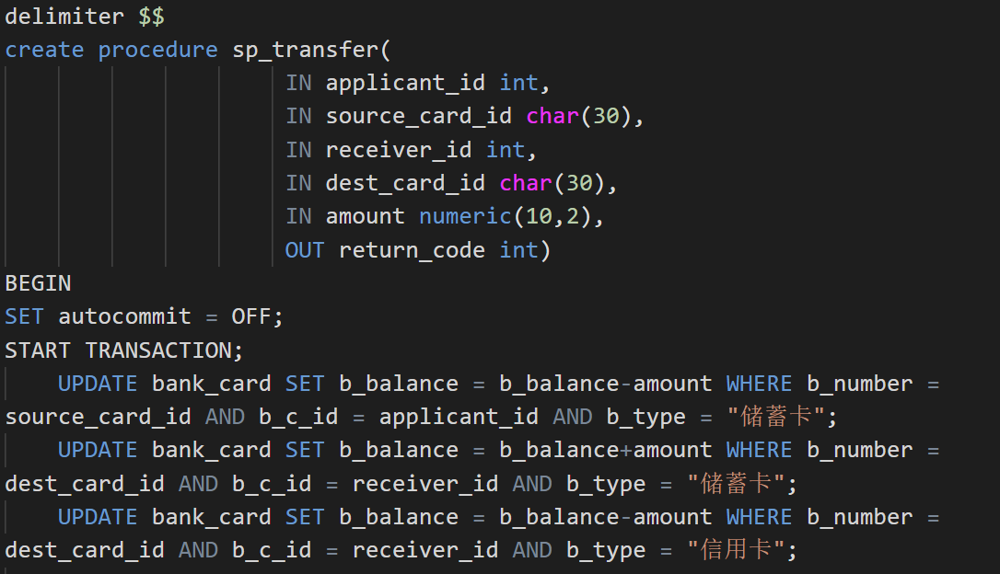 delimiter $$
create procedure sp_transfer(
IN applicant_id int,
IN source_card_id char(30),
IN receiver_id int,
IN dest_card_id char(30),
IN amount numeric(10,2),
OUT return_code int)
BEGIN
SET autocommit = OFF;
START TRANSACTION;
UPDATE bank_card SET b_balance = b_balance-amount WHERE b_number =
source_card_id AND b_c_id = applicant_id AND b_type = "储蓄卡";
UPDATE bank_card SET b_balance = b_balance+amount WHERE b_number =
dest_card_id AND b_c_id = receiver_id AND b_type = "储蓄卡";
UPDATE bank_card SET b_balance = b_balance-amount WHERE b_number =
dest_card_id AND b_c_id = receiver_id AND b_type = "信用卡";